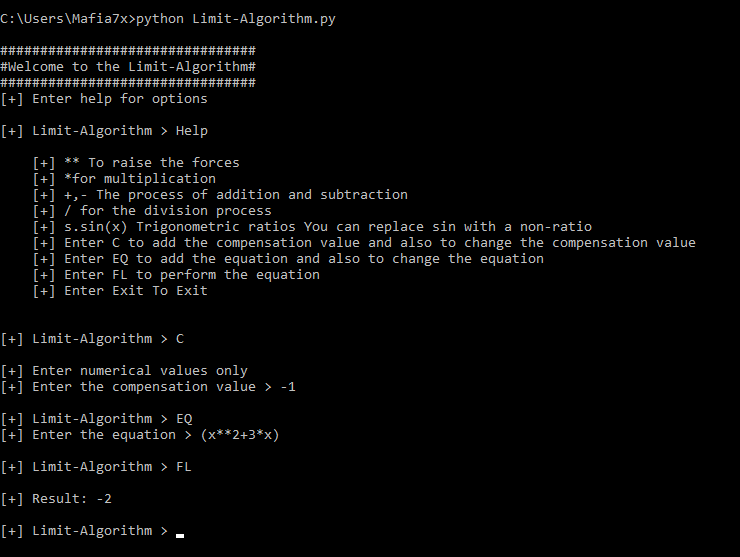 C:\Users\Mafia7x>python Limit-Algorithm.py
################################
#Welcome to the Limit-Algorithm#
################################
[+] Enter help for options
[+] Limit-Algorithm > Help
[+] ** To raise the forces
[+] *for multiplication
[+] +,- The process of addition and subtraction
[+] / for the division process
[+] s.sin(x) Trigonometric ratios You can replace sin with a non-ratio
[+] Enter C to add the compensation value and also to change the compensation value
[+] Enter EQ to add the equation and also to change the equation
[+] Enter FL to perform the equation
[+] Enter Exit To Exit
[+] Limit-Algorithm > C
[+] Enter numerical values only
[+] Enter the compensation value > -1
[+] Limit-Algorithm > EQ
[+] Enter the equation > (x**2+3*x)
[+] Limit-Algorithm > FL
[+] Result: -2
[+] Limit-Algorithm >